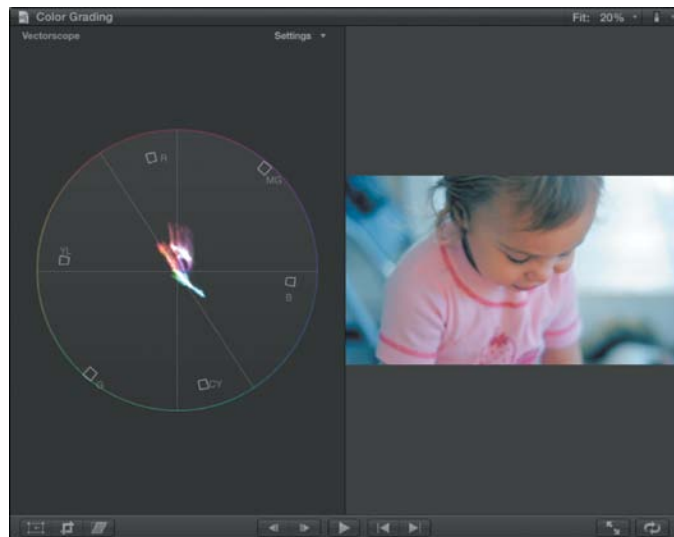 Color Grading
Fit: 20%
Vectorscope
Settings
R
MG
YL
B
G
CY